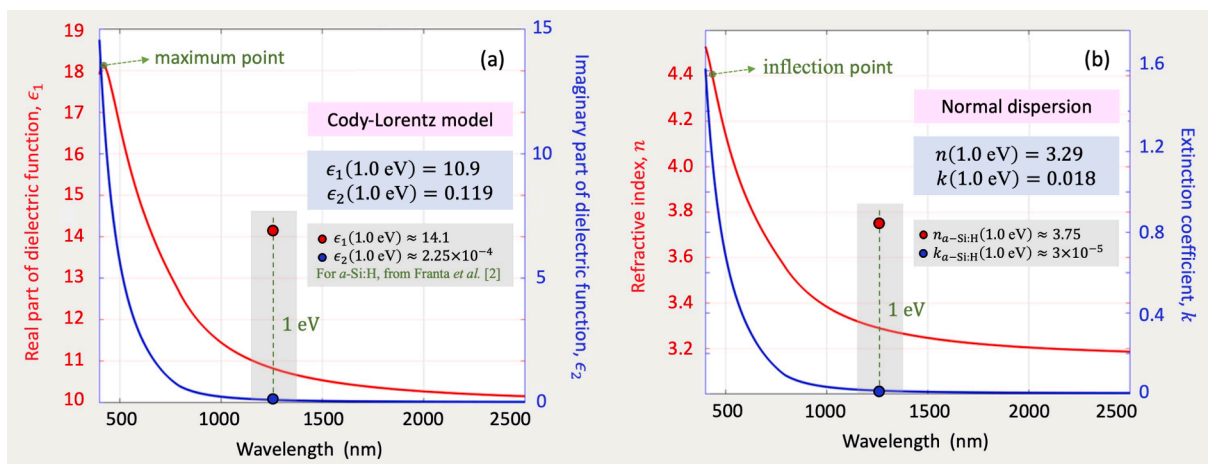 (a)
maximum point
Cody-Lorentz model
ϵ₁(1.0 eV) = 10.9
ϵ₂(1.0 eV) = 0.119
ϵ₁(1.0 eV) ≈ 14.1
ϵ₂(1.0 eV) ≈ 2.25×10⁻⁴
For a-Si:H, from Franta et al. [2]
1 eV
Real part of dielectric function, ϵ₁
19
18
17
16
15
14
13
12
11
10
Imaginary part of dielectric function, ϵ₂
15
10
5
0
500
1000
1500
2000
2500
Wavelength (nm)
(b)
inflection point
Normal dispersion
n(1.0 eV) = 3.29
k(1.0 eV) = 0.018
n a−Si:H(1.0 eV) ≈ 3.75
k a−Si:H(1.0 eV) ≈ 3×10⁻⁵
1 eV
Refractive index, n
4.4
4.2
4.0
3.8
3.6
3.4
3.2
Extinction coefficient, k
1.6
1.2
0.8
0.4
0
500
1000
1500
2000
2500
Wavelength (nm)